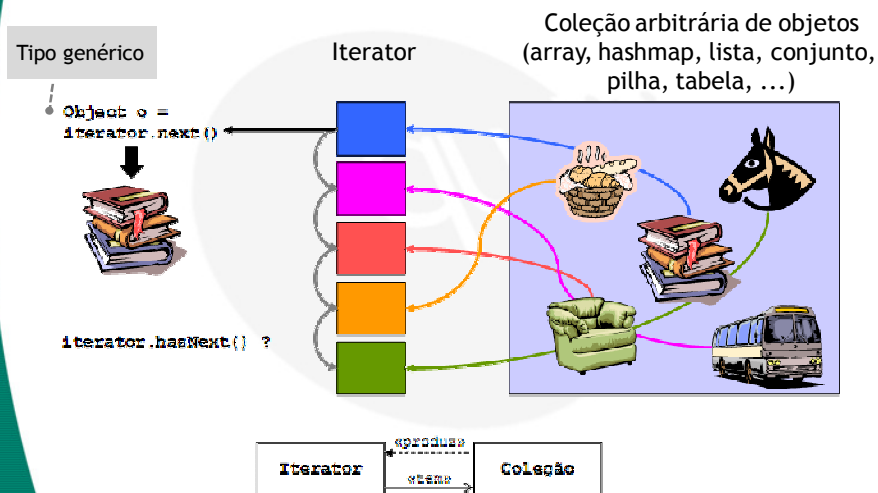 Coleção arbitrária de objetos
(array, hashmap, lista, conjunto,
pilha, tabela, ...)
Tipo genérico
Iterator
Object o =
iterator.next()
iterator.hasNext() ?
«produz»
Iterator
Coleção